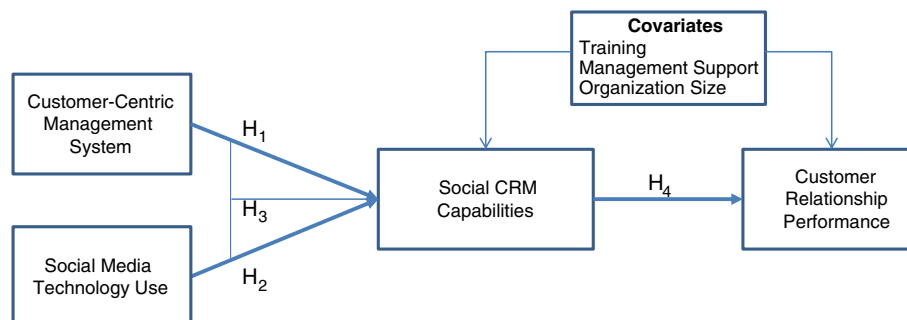 Covariates
Training
Management Support
Organization Size
Customer-Centric
Management
System
H1
Social CRM
Capabilities
H4
Customer
Relationship
Performance
H3
Social Media
Technology Use
H2